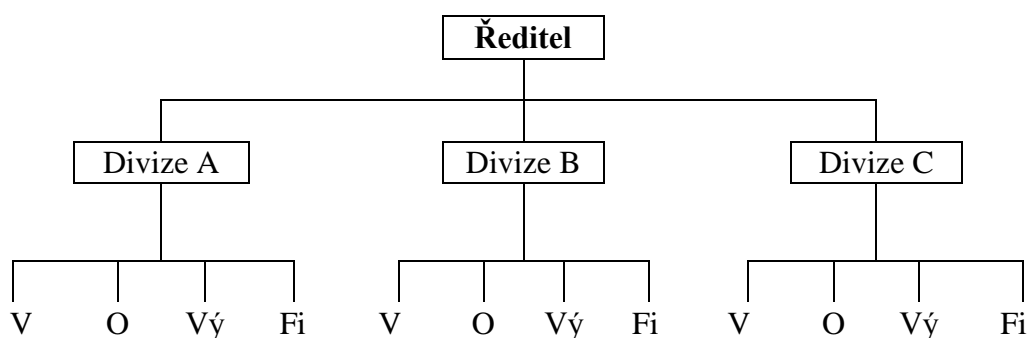 Ředitel
Divize A Divize B Divize C
V O Vý Fi V O Vý Fi V O Vý Fi